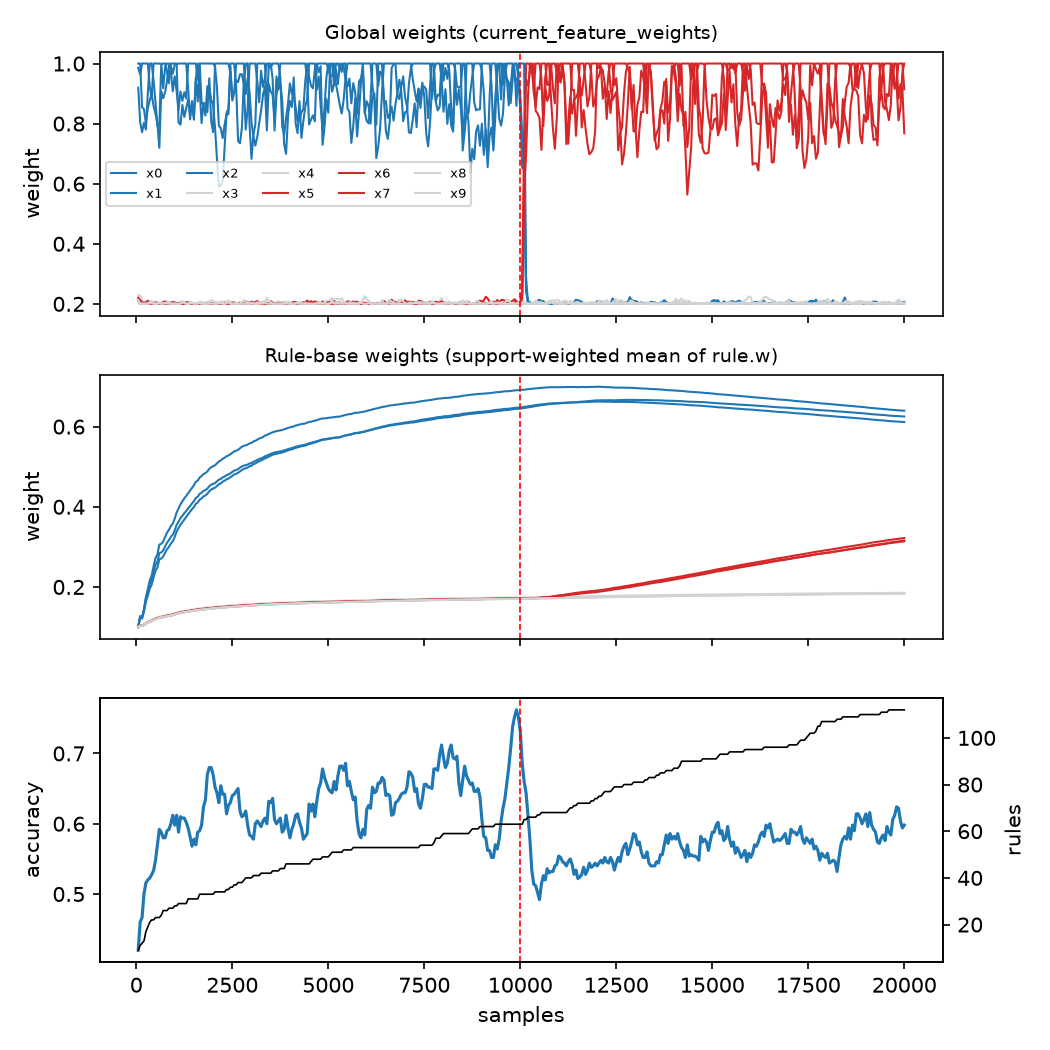 Global weights (current_feature_weights)
1.0
0.8
0.6
0.4
0.2
weight
x0 x2 x4 x6 x8
x1 x3 x5 x7 x9
Rule-base weights (support-weighted mean of rule.w)
0.6
0.4
0.2
weight
0.7
0.6
0.5
accuracy
100
80
60
40
20
rules
0 2500 5000 7500 10000 12500 15000 17500 20000
samples